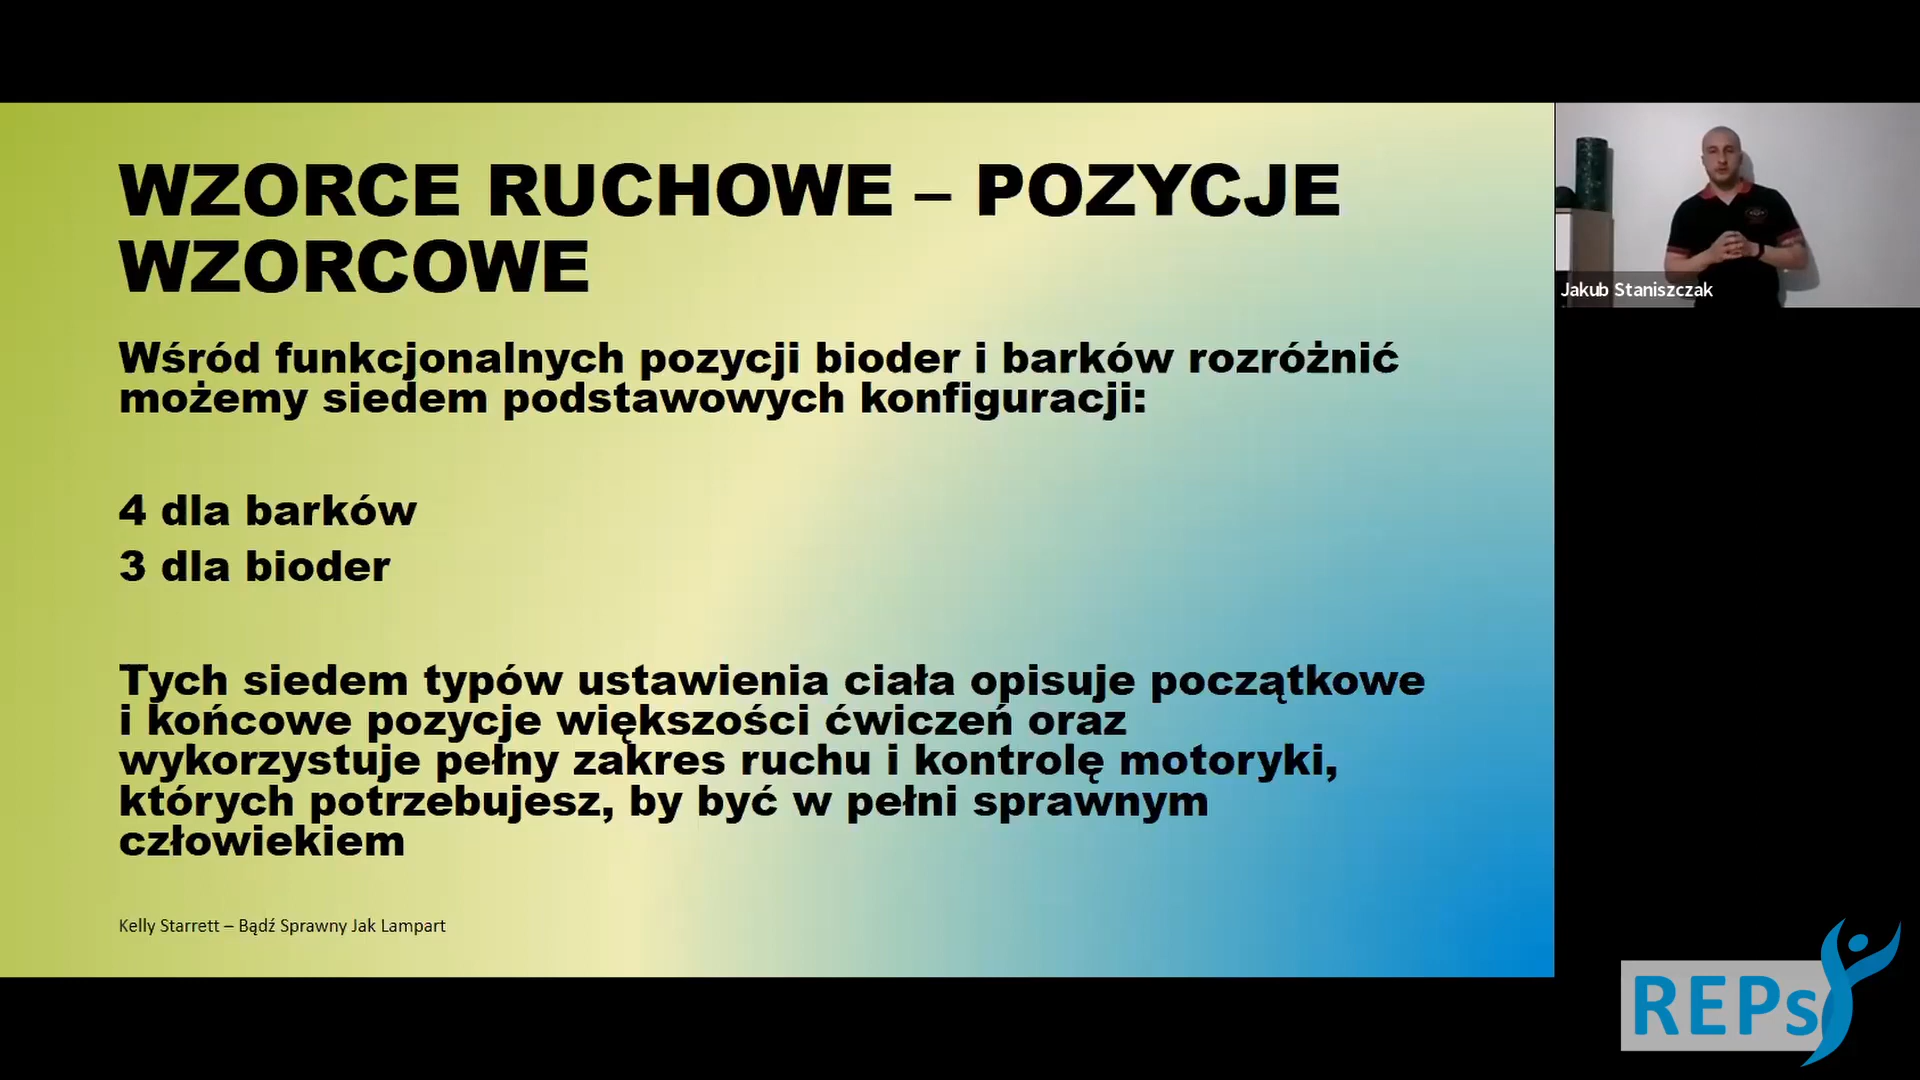 WZORCE RUCHOWE – POZYCJE
WZORCOWE
Wśród funkcjonalnych pozycji bioder i barków rozróżnić
możemy siedem podstawowych konfiguracji:
4 dla barków
3 dla bioder
Tych siedem typów ustawienia ciała opisuje początkowe
i końcowe pozycje większości ćwiczeń oraz
wykorzystuje pełny zakres ruchu i kontrolę motoryki,
których potrzebujesz, by być w pełni sprawnym
człowiekiem
Kelly Starrett – Bądź Sprawny Jak Lampart
Jakub Staniszczak
REPs